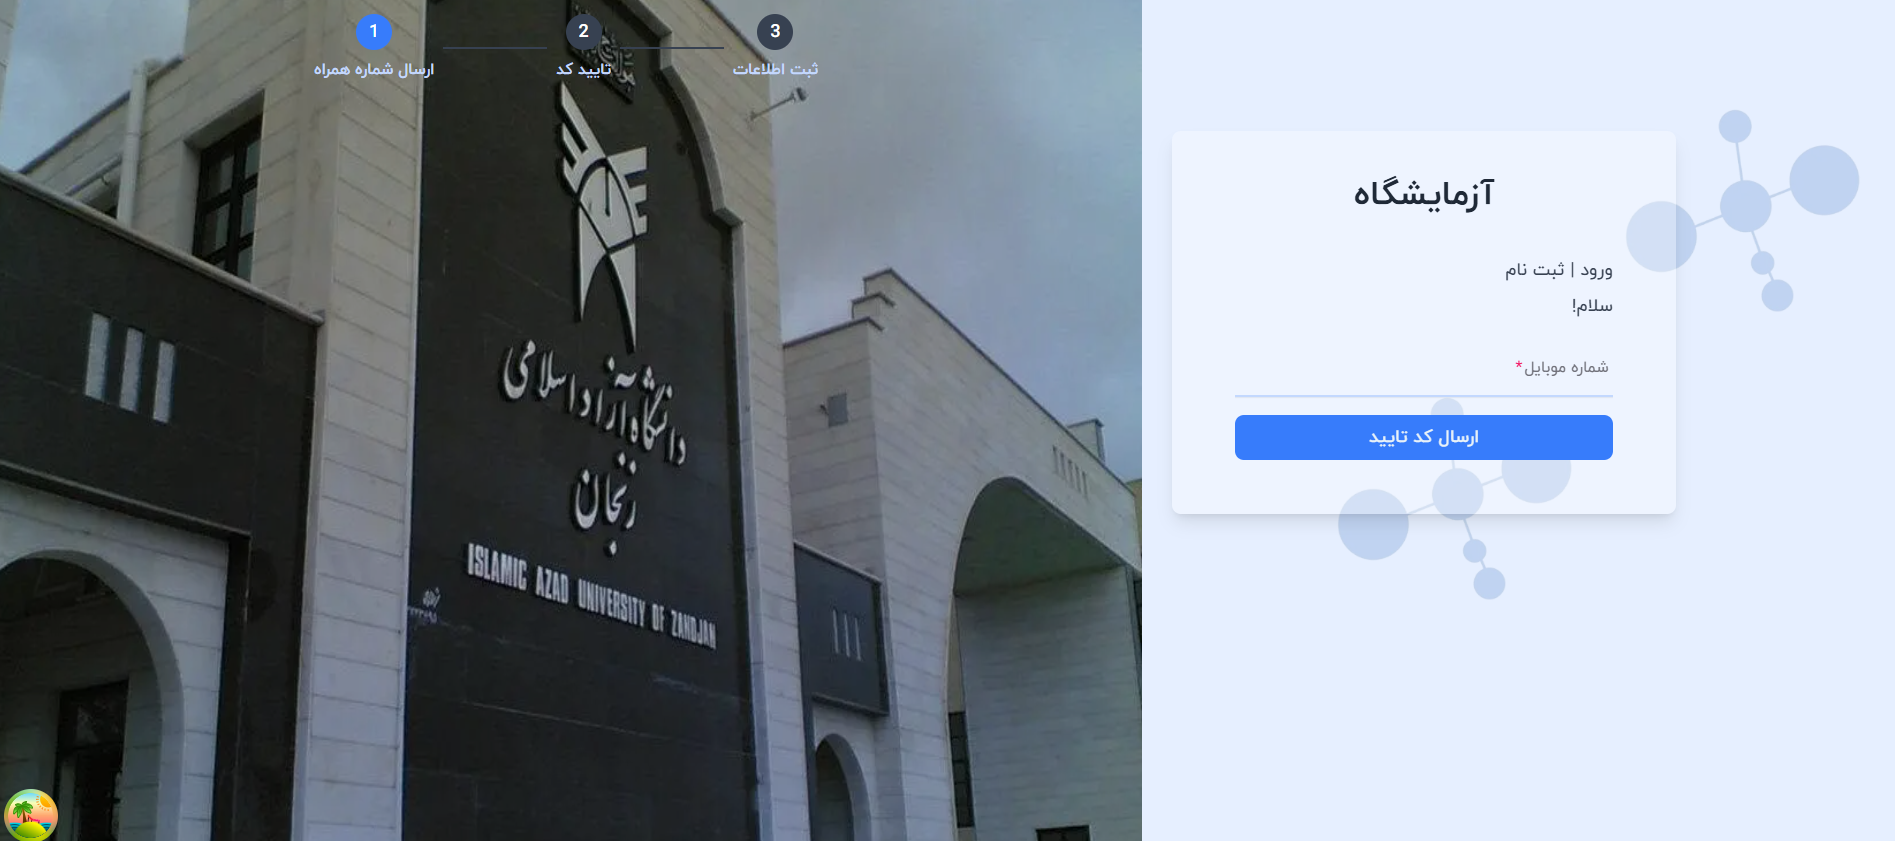 1
2
3
ارسال شماره همراه
تایید کد
ثبت اطلاعات
دانشگاه آزاد اسلامی
زنجان
ISLAMIC AZAD UNIVERSITY OF ZANDJAN
آزمایشگاه
ورود | ثبت نام
سلام!
شماره موبایل*
ارسال کد تایید